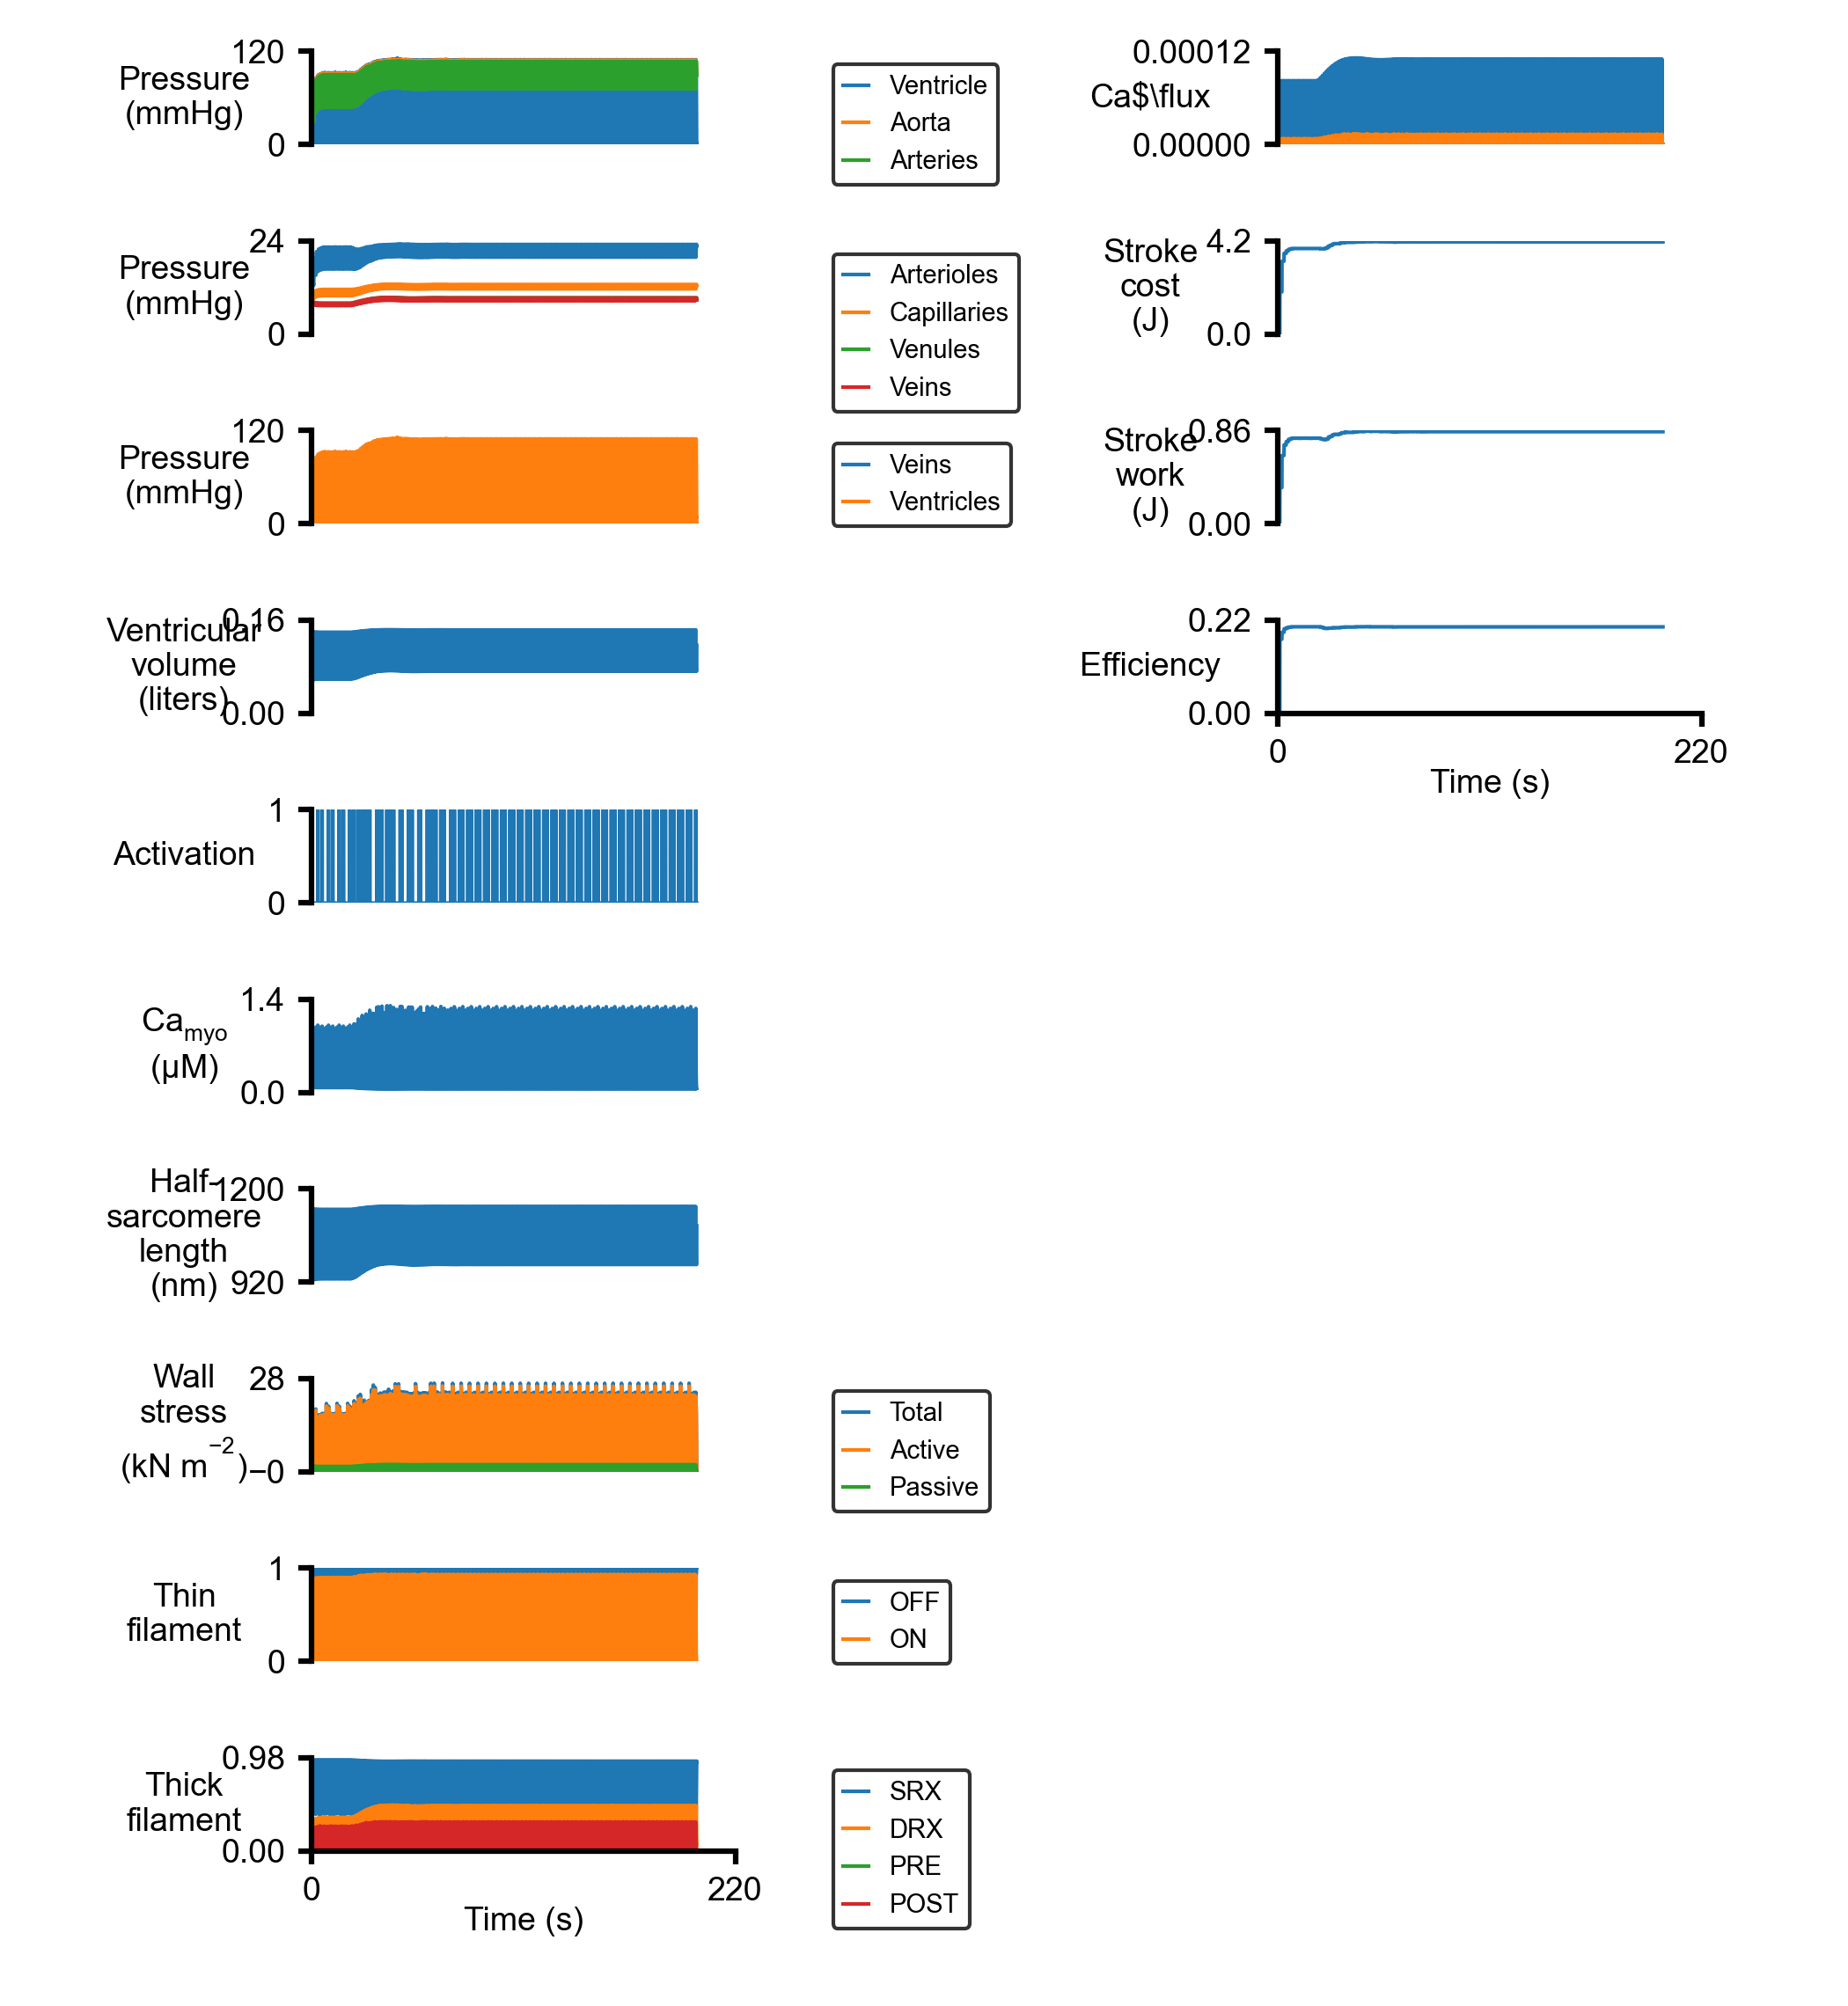 120
Pressure
(mmHg)
0
Ventricle
Aorta
Arteries
24
Pressure
(mmHg)
0
Arterioles
Capillaries
Venules
Veins
120
Pressure
(mmHg)
0
Veins
Ventricles
0.16
Ventricular
volume
(liters)
0.00
1
Activation
0
1.4
Ca_myo
(µM)
0.0
Half-
1200
sarcomere
length
(nm)
920
Wall
28
stress
(kN m^−2)
−0
Total
Active
Passive
1
Thin
filament
0
OFF
ON
0.98
Thick
filament
0.00
SRX
DRX
PRE
POST
0
220
Time (s)
0.00012
Ca$\flux
0.00000
Stroke
4.2
cost
(J)
0.0
0.86
Stroke
work
(J)
0.00
0.22
Efficiency
0.00
0
220
Time (s)